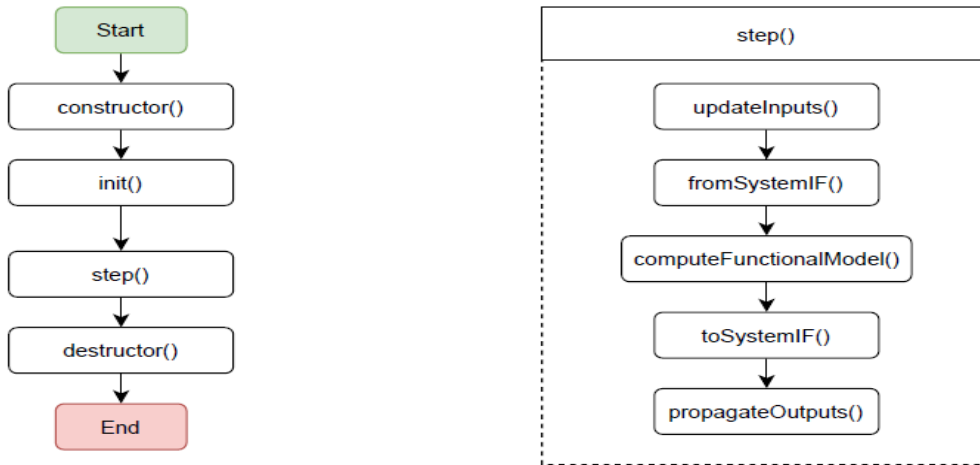 Start
constructor()
init()
step()
destructor()
End
step()
updateInputs()
fromSystemIF()
computeFunctionalModel()
toSystemIF()
propagateOutputs()